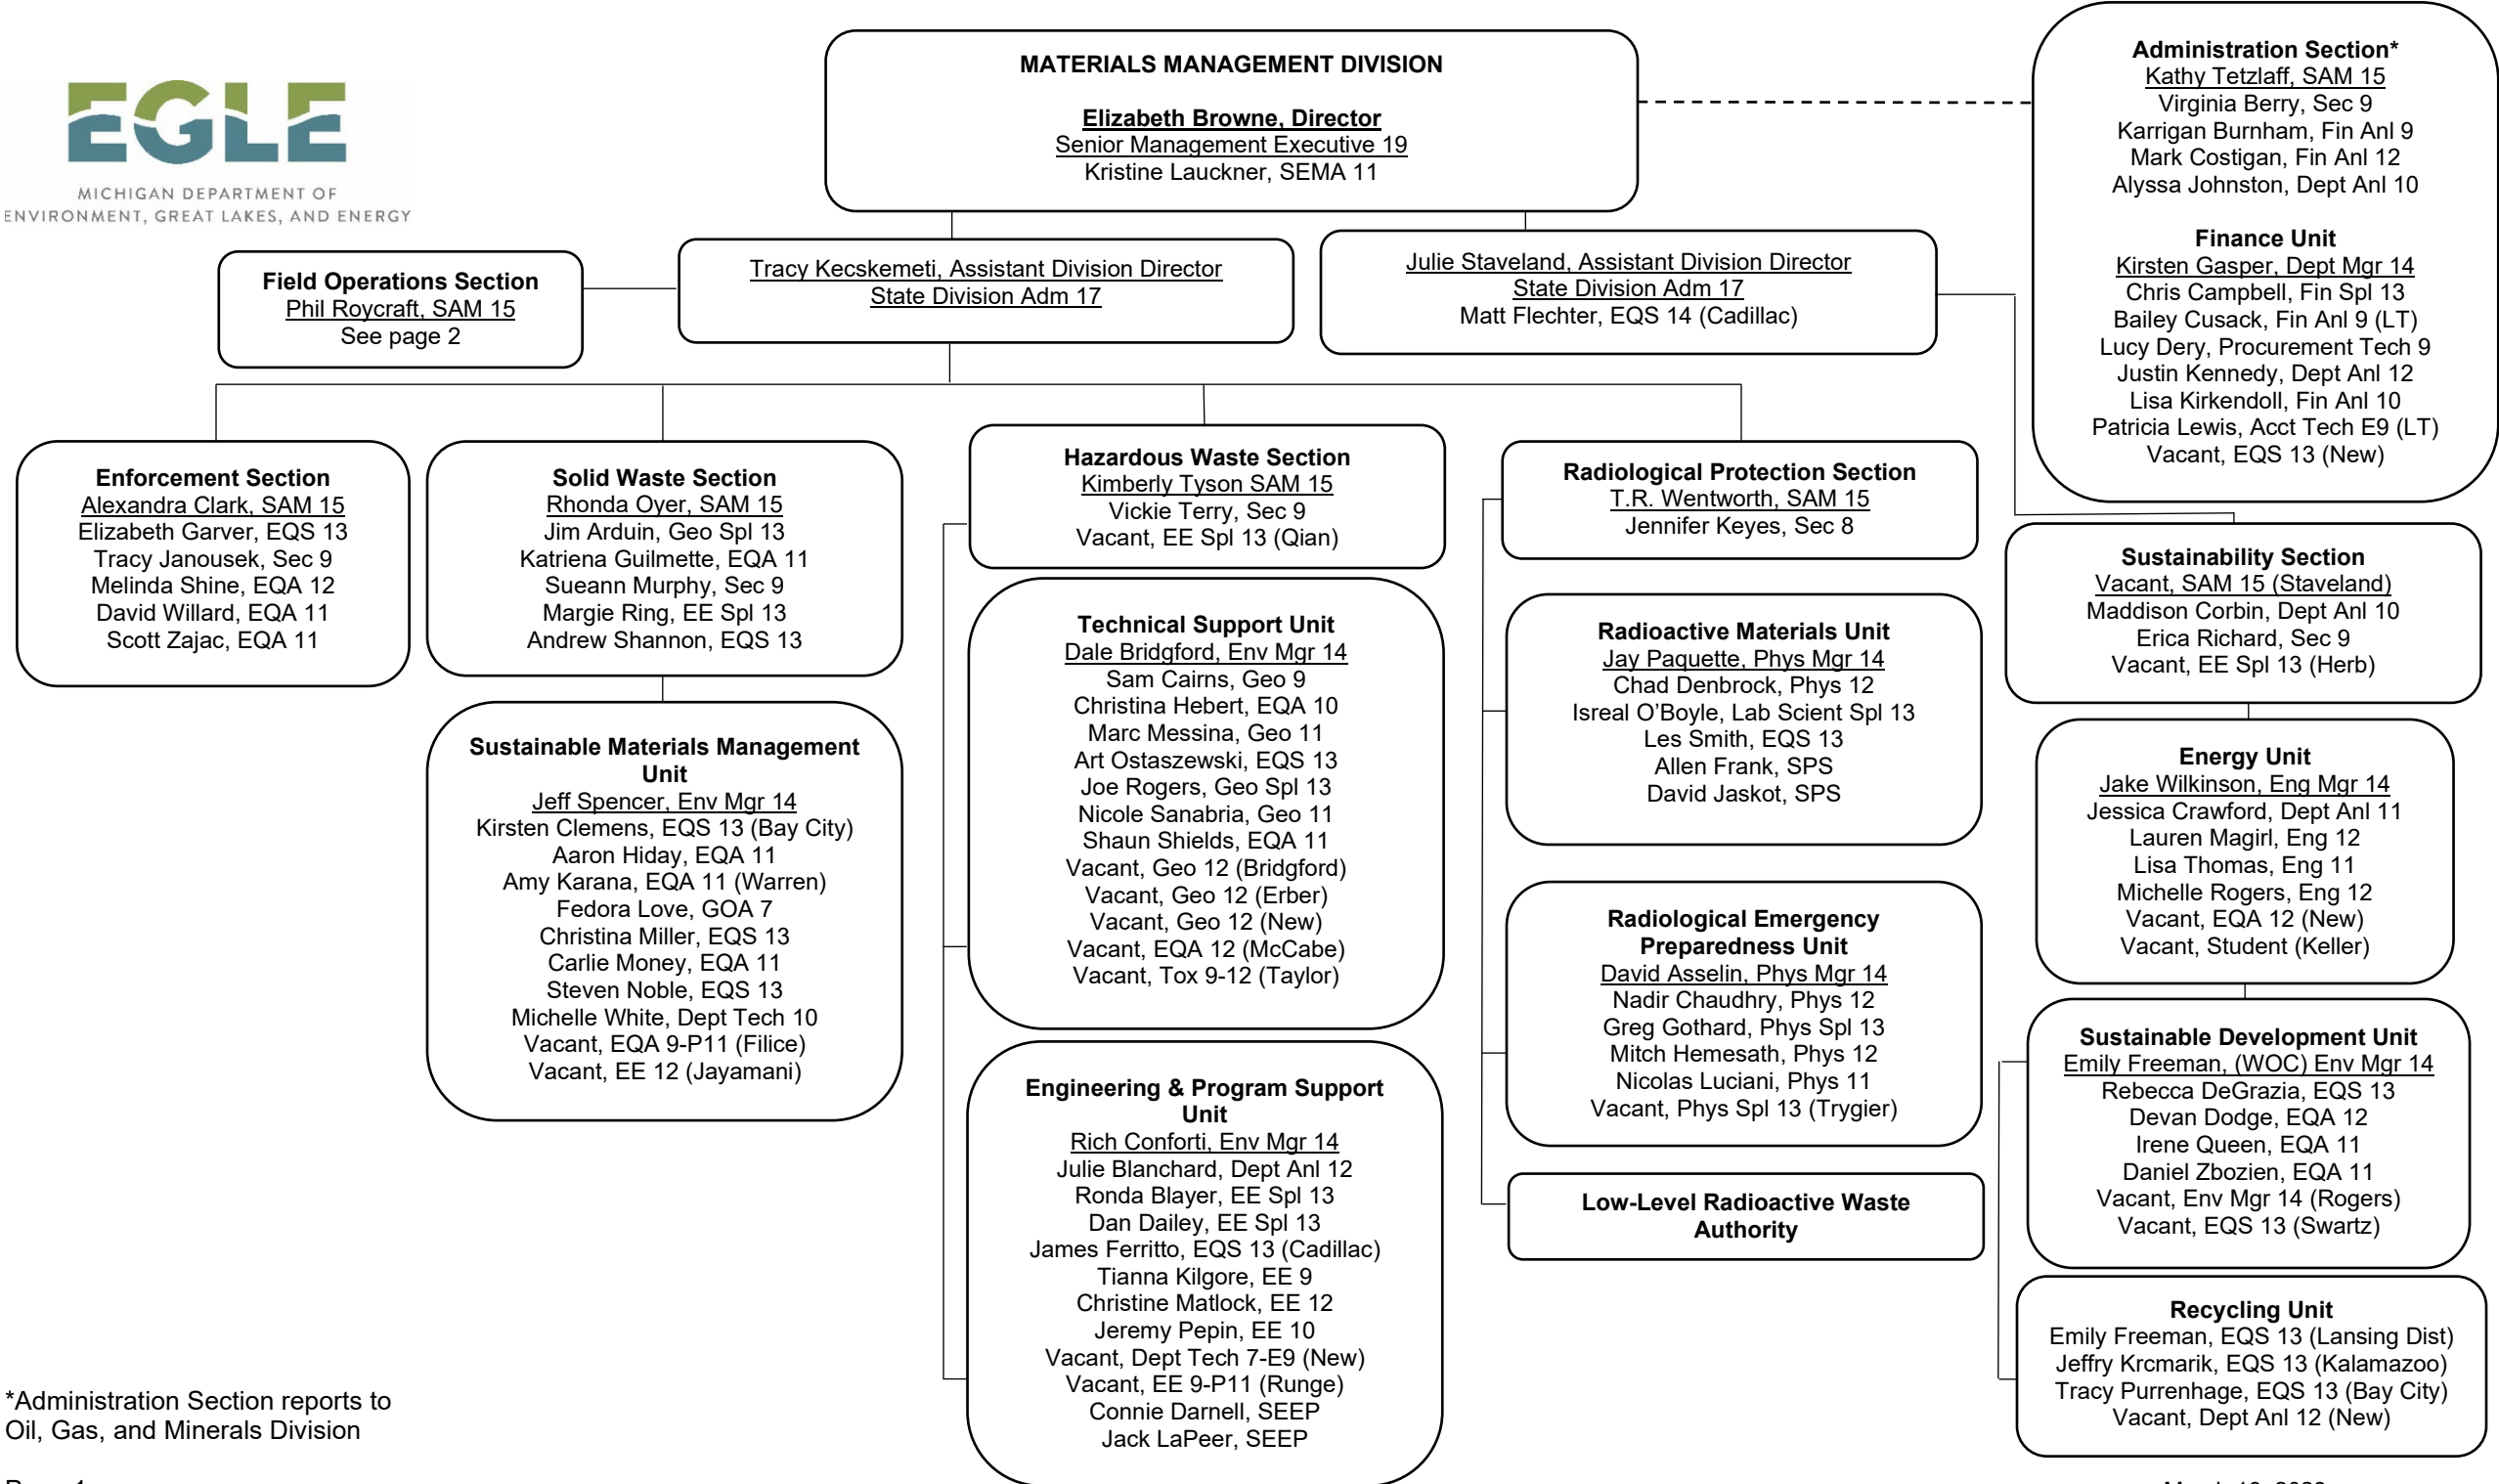 EGLE
MICHIGAN DEPARTMENT OF
ENVIRONMENT, GREAT LAKES, AND ENERGY
MATERIALS MANAGEMENT DIVISION
Elizabeth Browne, Director
Senior Management Executive 19
Kristine Lauckner, SEMA 11
Administration Section*
Kathy Tetzlaff, SAM 15
Virginia Berry, Sec 9
Karrigan Burnham, Fin Anl 9
Mark Costigan, Fin Anl 12
Alyssa Johnston, Dept Anl 10
Finance Unit
Kirsten Gasper, Dept Mgr 14
Chris Campbell, Fin Spl 13
Bailey Cusack, Fin Anl 9 (LT)
Lucy Dery, Procurement Tech 9
Justin Kennedy, Dept Anl 12
Lisa Kirkendoll, Fin Anl 10
Patricia Lewis, Acct Tech E9 (LT)
Vacant, EQS 13 (New)
Field Operations Section
Phil Roycraft, SAM 15
See page 2
Tracy Kecskemeti, Assistant Division Director
State Division Adm 17
Julie Staveland, Assistant Division Director
State Division Adm 17
Matt Flechter, EQS 14 (Cadillac)
Enforcement Section
Alexandra Clark, SAM 15
Elizabeth Garver, EQS 13
Tracy Janousek, Sec 9
Melinda Shine, EQA 12
David Willard, EQA 11
Scott Zajac, EQA 11
Solid Waste Section
Rhonda Oyer, SAM 15
Jim Arduin, Geo Spl 13
Katriena Guilmette, EQA 11
Sueann Murphy, Sec 9
Margie Ring, EE Spl 13
Andrew Shannon, EQS 13
Sustainable Materials Management
Unit
Jeff Spencer, Env Mgr 14
Kirsten Clemens, EQS 13 (Bay City)
Aaron Hiday, EQA 11
Amy Karana, EQA 11 (Warren)
Fedora Love, GOA 7
Christina Miller, EQS 13
Carlie Money, EQA 11
Steven Noble, EQS 13
Michelle White, Dept Tech 10
Vacant, EQA 9-P11 (Filice)
Vacant, EE 12 (Jayamani)
Hazardous Waste Section
Kimberly Tyson SAM 15
Vickie Terry, Sec 9
Vacant, EE Spl 13 (Qian)
Technical Support Unit
Dale Bridgford, Env Mgr 14
Sam Cairns, Geo 9
Christina Hebert, EQA 10
Marc Messina, Geo 11
Art Ostaszewski, EQS 13
Joe Rogers, Geo Spl 13
Nicole Sanabria, Geo 11
Shaun Shields, EQA 11
Vacant, Geo 12 (Bridgford)
Vacant, Geo 12 (Erber)
Vacant, Geo 12 (New)
Vacant, EQA 12 (McCabe)
Vacant, Tox 9-12 (Taylor)
Engineering & Program Support
Unit
Rich Conforti, Env Mgr 14
Julie Blanchard, Dept Anl 12
Ronda Blayer, EE Spl 13
Dan Dailey, EE Spl 13
James Ferritto, EQS 13 (Cadillac)
Tianna Kilgore, EE 9
Christine Matlock, EE 12
Jeremy Pepin, EE 10
Vacant, Dept Tech 7-E9 (New)
Vacant, EE 9-P11 (Runge)
Connie Darnell, SEEP
Jack LaPeer, SEEP
Radiological Protection Section
T.R. Wentworth, SAM 15
Jennifer Keyes, Sec 8
Radioactive Materials Unit
Jay Paquette, Phys Mgr 14
Chad Denbrock, Phys 12
Isreal O’Boyle, Lab Scient Spl 13
Les Smith, EQS 13
Allen Frank, SPS
David Jaskot, SPS
Radiological Emergency
Preparedness Unit
David Asselin, Phys Mgr 14
Nadir Chaudhry, Phys 12
Greg Gothard, Phys Spl 13
Mitch Hemesath, Phys 12
Nicolas Luciani, Phys 11
Vacant, Phys Spl 13 (Trygier)
Low-Level Radioactive Waste
Authority
Sustainability Section
Vacant, SAM 15 (Staveland)
Maddison Corbin, Dept Anl 10
Erica Richard, Sec 9
Vacant, EE Spl 13 (Herb)
Energy Unit
Jake Wilkinson, Eng Mgr 14
Jessica Crawford, Dept Anl 11
Lauren Magirl, Eng 12
Lisa Thomas, Eng 11
Michelle Rogers, Eng 12
Vacant, EQA 12 (New)
Vacant, Student (Keller)
Sustainable Development Unit
Emily Freeman, (WOC) Env Mgr 14
Rebecca DeGrazia, EQS 13
Devan Dodge, EQA 12
Irene Queen, EQA 11
Daniel Zbozien, EQA 11
Vacant, Env Mgr 14 (Rogers)
Vacant, EQS 13 (Swartz)
Recycling Unit
Emily Freeman, EQS 13 (Lansing Dist)
Jeffry Krcmarik, EQS 13 (Kalamazoo)
Tracy Purrenhage, EQS 13 (Bay City)
Vacant, Dept Anl 12 (New)
*Administration Section reports to
Oil, Gas, and Minerals Division